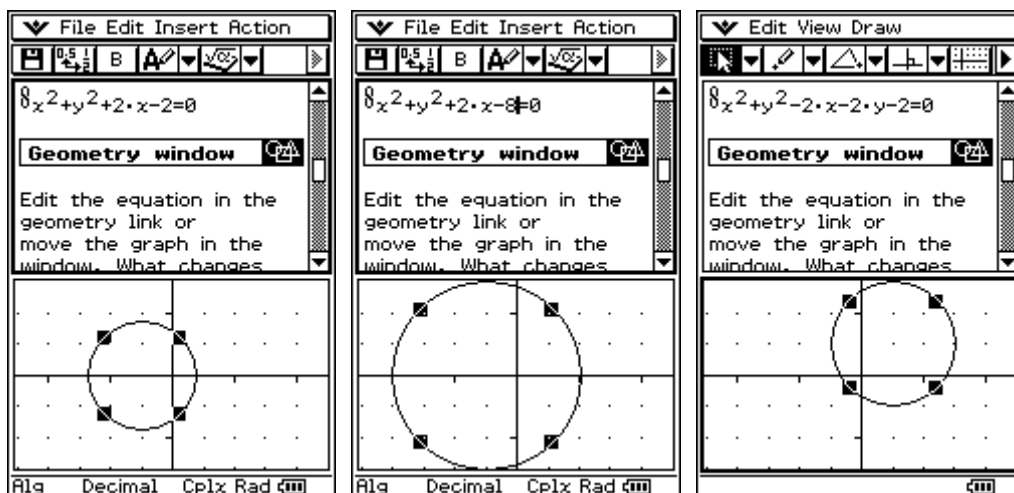 File Edit Insert Action
B
x²+y²+2·x-2=0
Geometry window
Edit the equation in the
geometry link or
move the graph in the
window. What changes
Alg Decimal Cplx Rad
File Edit Insert Action
B
x²+y²+2·x-8=0
Geometry window
Edit the equation in the
geometry link or
move the graph in the
window. What changes
Alg Decimal Cplx Rad
Edit View Draw
x²+y²-2·x-2·y-2=0
Geometry window
Edit the equation in the
geometry link or
move the graph in the
window. What changes